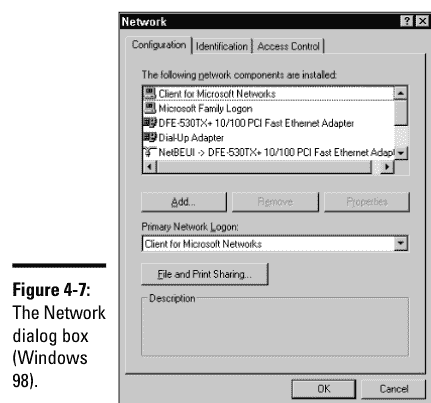 Network
Configuration Identification Access Control
The following network components are installed:
Client for Microsoft Networks
Microsoft Family Logon
DFE-530TX+ 10/100 PCI Fast Ethernet Adapter
Dial-Up Adapter
NetBEUI -> DFE-530TX+ 10/100 PCI Fast Ethernet Adapt
Add... Remove Properties
Primary Network Logon:
Client for Microsoft Networks
File and Print Sharing...
Description
OK Cancel
Figure 4-7:
The Network
dialog box
(Windows
98).